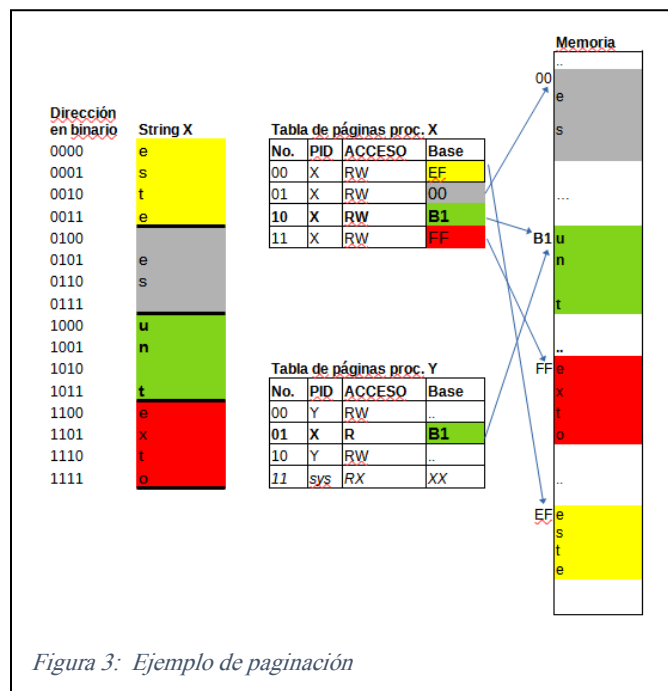 Memoria
..
00
e
s
...
B1 u
n
t
..
FF e
x
t
o
..
EF e
s
t
e
Dirección
en binario String X
0000 e
0001 s
0010 t
0011 e
0100
0101 e
0110 s
0111
1000 u
1001 n
1010
1011 t
1100 e
1101 x
1110 t
1111 o
Tabla de páginas proc. X
No. PID ACCESO Base
00 X RW EF
01 X RW 00
10 X RW B1
11 X RW FF
Tabla de páginas proc. Y
No. PID ACCESO Base
00 Y RW ..
01 X R B1
10 Y RW ..
11 sys RX XX
Figura 3: Ejemplo de paginación